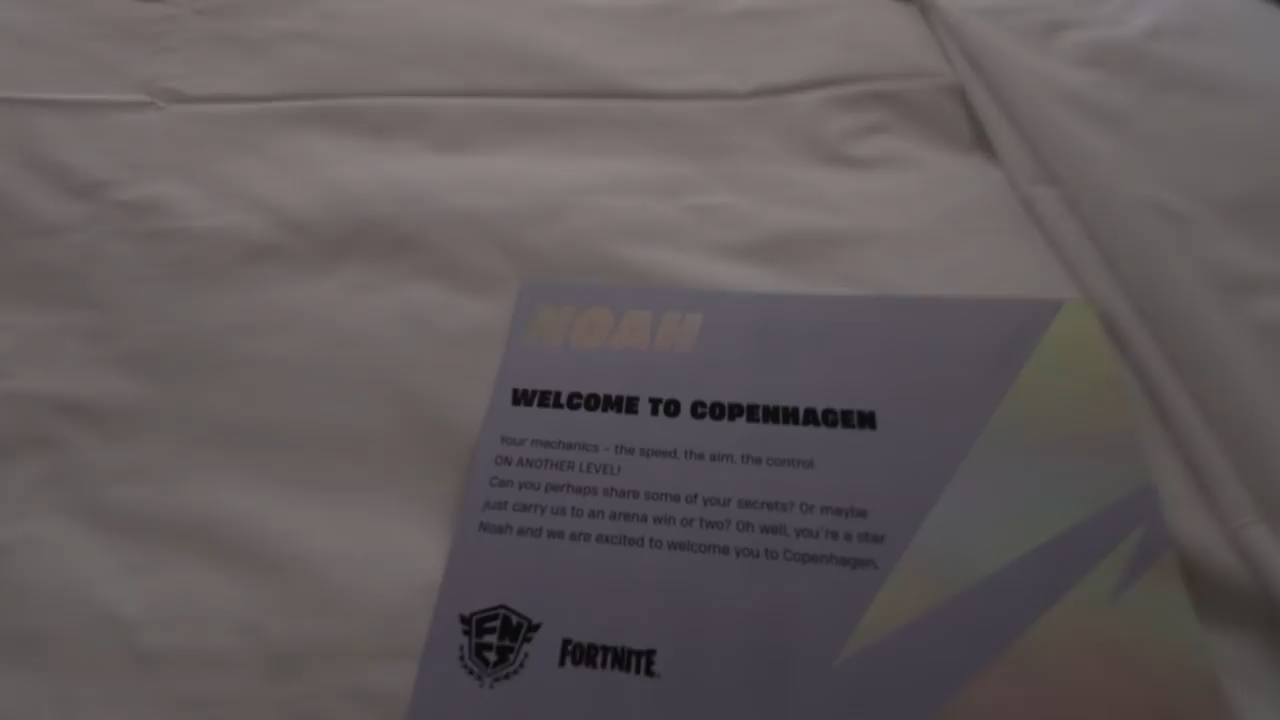 NOAH
WELCOME TO COPENHAGEN
Your mechanics - the speed, the aim, the control.
ON ANOTHER LEVEL!
Can you perhaps share some of your secrets? Or maybe
just carry us to an arena win or two? Oh well, you're a star
Noah and we are excited to welcome you to Copenhagen.
FNCS
FORTNITE